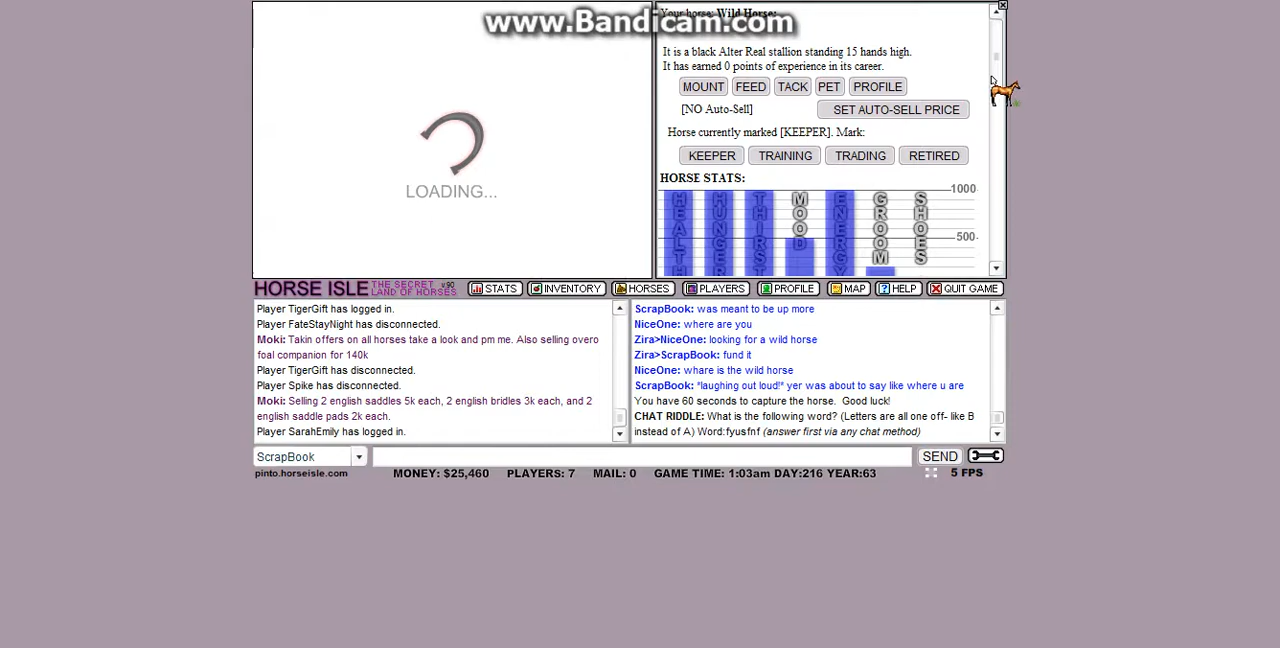 www.Bandicam.com
Your horse: Wild Horse:
It is a black Alter Real stallion standing 15 hands high.
It has earned 0 points of experience in its career.
MOUNT FEED TACK PET PROFILE
[NO Auto-Sell] SET AUTO-SELL PRICE
Horse currently marked [KEEPER]. Mark:
KEEPER TRAINING TRADING RETIRED
HORSE STATS:
HEALTH HUNGER THIRST MOOD ENERGY GROOM SHOES
1000
500
LOADING...
HORSE ISLE THE SECRET LAND OF HORSES v.90 STATS INVENTORY HORSES PLAYERS PROFILE MAP HELP QUIT GAME
Player TigerGift has logged in.
Player FateStayNight has disconnected.
Moki: Takin offers on all horses take a look and pm me. Also selling overo
foal companion for 140k
Player TigerGift has disconnected.
Player Spike has disconnected.
Moki: Selling 2 english saddles 5k each, 2 english bridles 3k each, and 2
english saddle pads 2k each.
Player SarahEmily has logged in.
ScrapBook: was meant to be up more
NiceOne: where are you
Zira>NiceOne: looking for a wild horse
Zira>ScrapBook: fund it
NiceOne: whare is the wild horse
ScrapBook: *laughing out loud!* yer was about to say like where u are
You have 60 seconds to capture the horse. Good luck!
CHAT RIDDLE: What is the following word? (Letters are all one off- like B
instead of A) Word:fyusfnf (answer first via any chat method)
ScrapBook SEND
pinto.horseisle.com MONEY: $25,460 PLAYERS: 7 MAIL: 0 GAME TIME: 1:03am DAY:216 YEAR:63 5 FPS